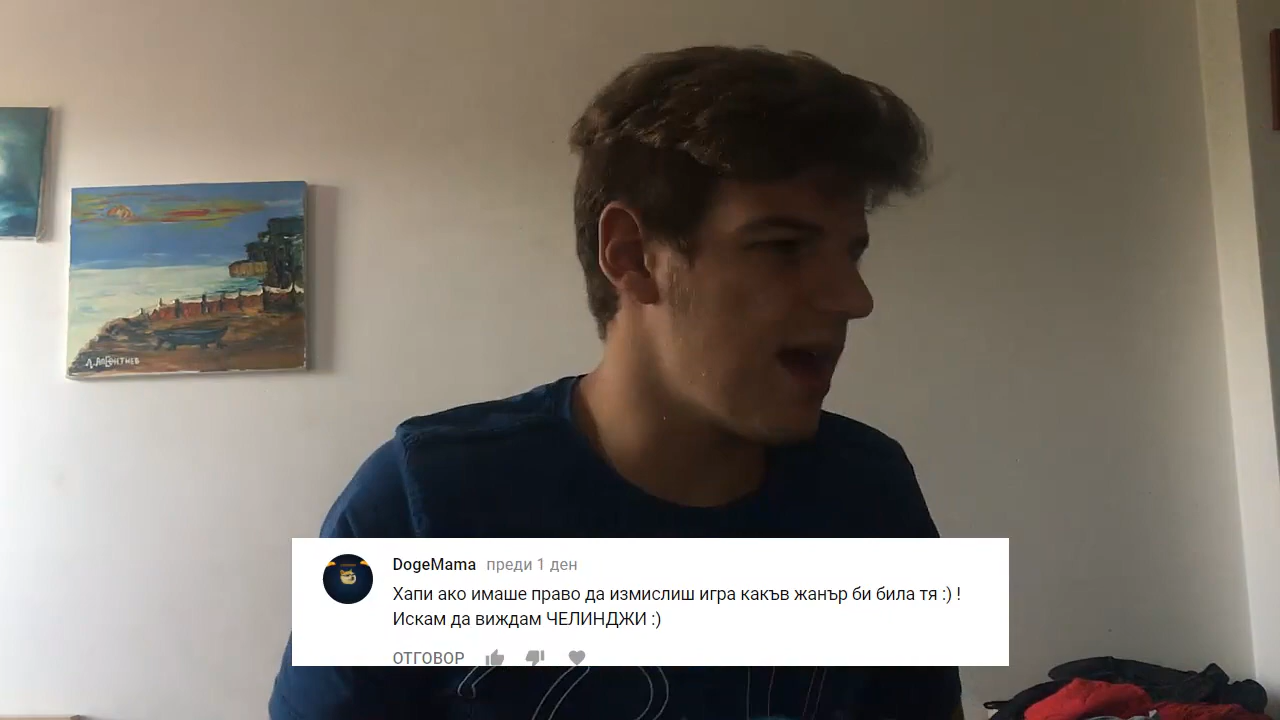 DogeMama преди 1 ден
Хапи ако имаше право да измислиш игра какъв жанър би била тя :) !
Искам да виждам ЧЕЛИНДЖИ :)
ОТГОВОР